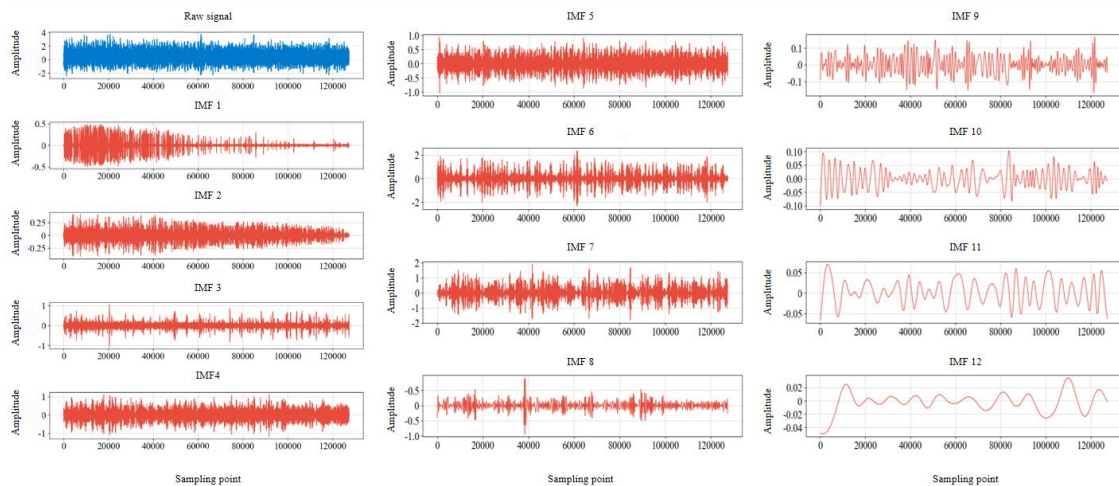 Raw signal
Amplitude
4
2
0
-2
0 20000 40000 60000 80000 100000 120000
IMF 1
Amplitude
0.5
0
-0.5
0 20000 40000 60000 80000 100000 120000
IMF 2
Amplitude
0.25
0
-0.25
0 20000 40000 60000 80000 100000 120000
IMF 3
Amplitude
1
0
-1
0 20000 40000 60000 80000 100000 120000
IMF4
Amplitude
1
0
-1
0 20000 40000 60000 80000 100000 120000
Sampling point
IMF 5
Amplitude
1.0
0.5
0.0
-0.5
-1.0
0 20000 40000 60000 80000 100000 120000
IMF 6
Amplitude
2
0
-2
0 20000 40000 60000 80000 100000 120000
IMF 7
Amplitude
2
1
0
-1
-2
0 20000 40000 60000 80000 100000 120000
IMF 8
Amplitude
-0.5
0.0
-0.5
-1.0
0 20000 40000 60000 80000 100000 120000
Sampling point
IMF 9
Amplitude
0.1
0.0
-0.1
0 20000 40000 60000 80000 100000 120000
IMF 10
Amplitude
0.10
0.05
0.00
-0.05
-0.10
0 20000 40000 60000 80000 100000 120000
IMF 11
Amplitude
0.05
0.00
-0.05
0 20000 40000 60000 80000 100000 120000
IMF 12
Amplitude
0.02
0.00
-0.02
-0.04
0 20000 40000 60000 80000 100000 120000
Sampling point